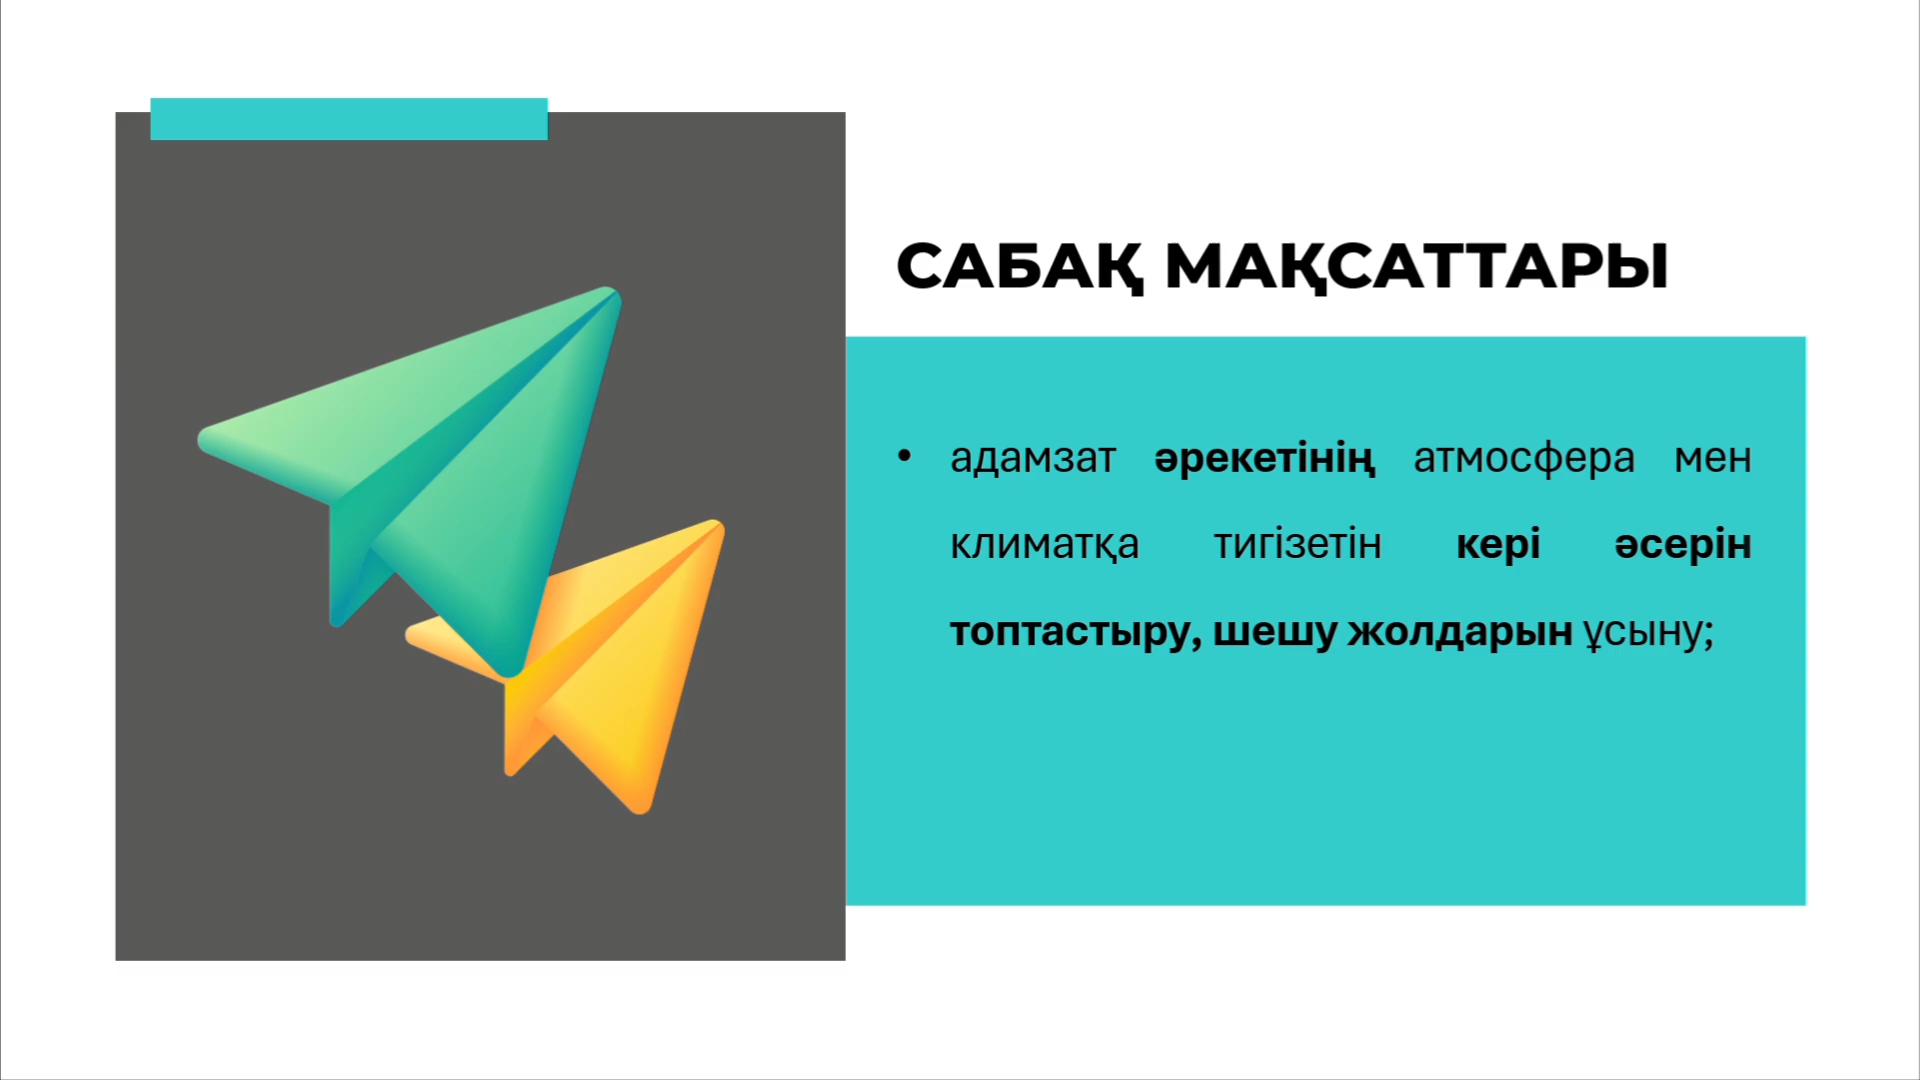 САБАҚ МАҚСАТТАРЫ
• адамзат әрекетінің атмосфера мен
климатқа тигізетін кері әсерін
топтастыру, шешу жолдарын ұсыну;